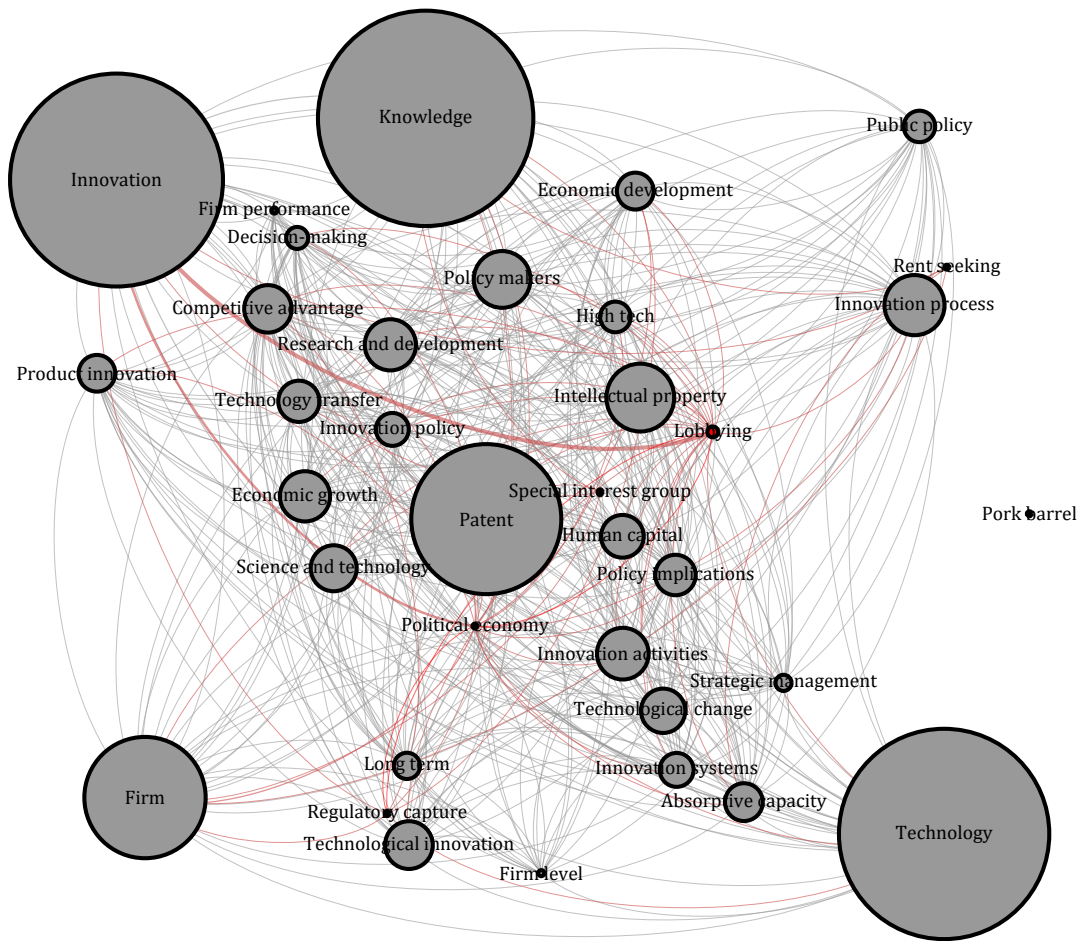 Knowledge
Public policy
Innovation
Economic development
Firm performance
Decision-making
Rent seeking
Policy makers
Innovation process
Competitive advantage
High tech
Research and development
Product innovation
Intellectual property
Technology transfer
Innovation policy
Lobbying
Special interest group
Economic growth
Pork barrel
Patent
Human capital
Science and technology
Policy implications
Political economy
Innovation activities
Strategic management
Technological change
Long term
Innovation systems
Firm
Absorptive capacity
Regulatory capture
Technology
Technological innovation
Firm level